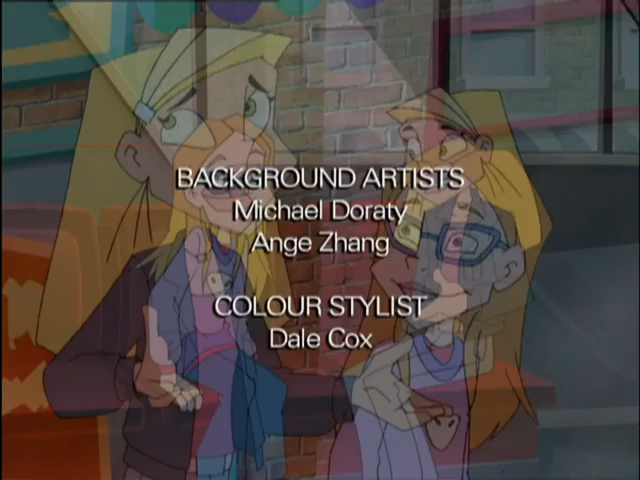 BACKGROUND ARTISTS
Michael Doraty
Ange Zhang
COLOUR STYLIST
Dale Cox